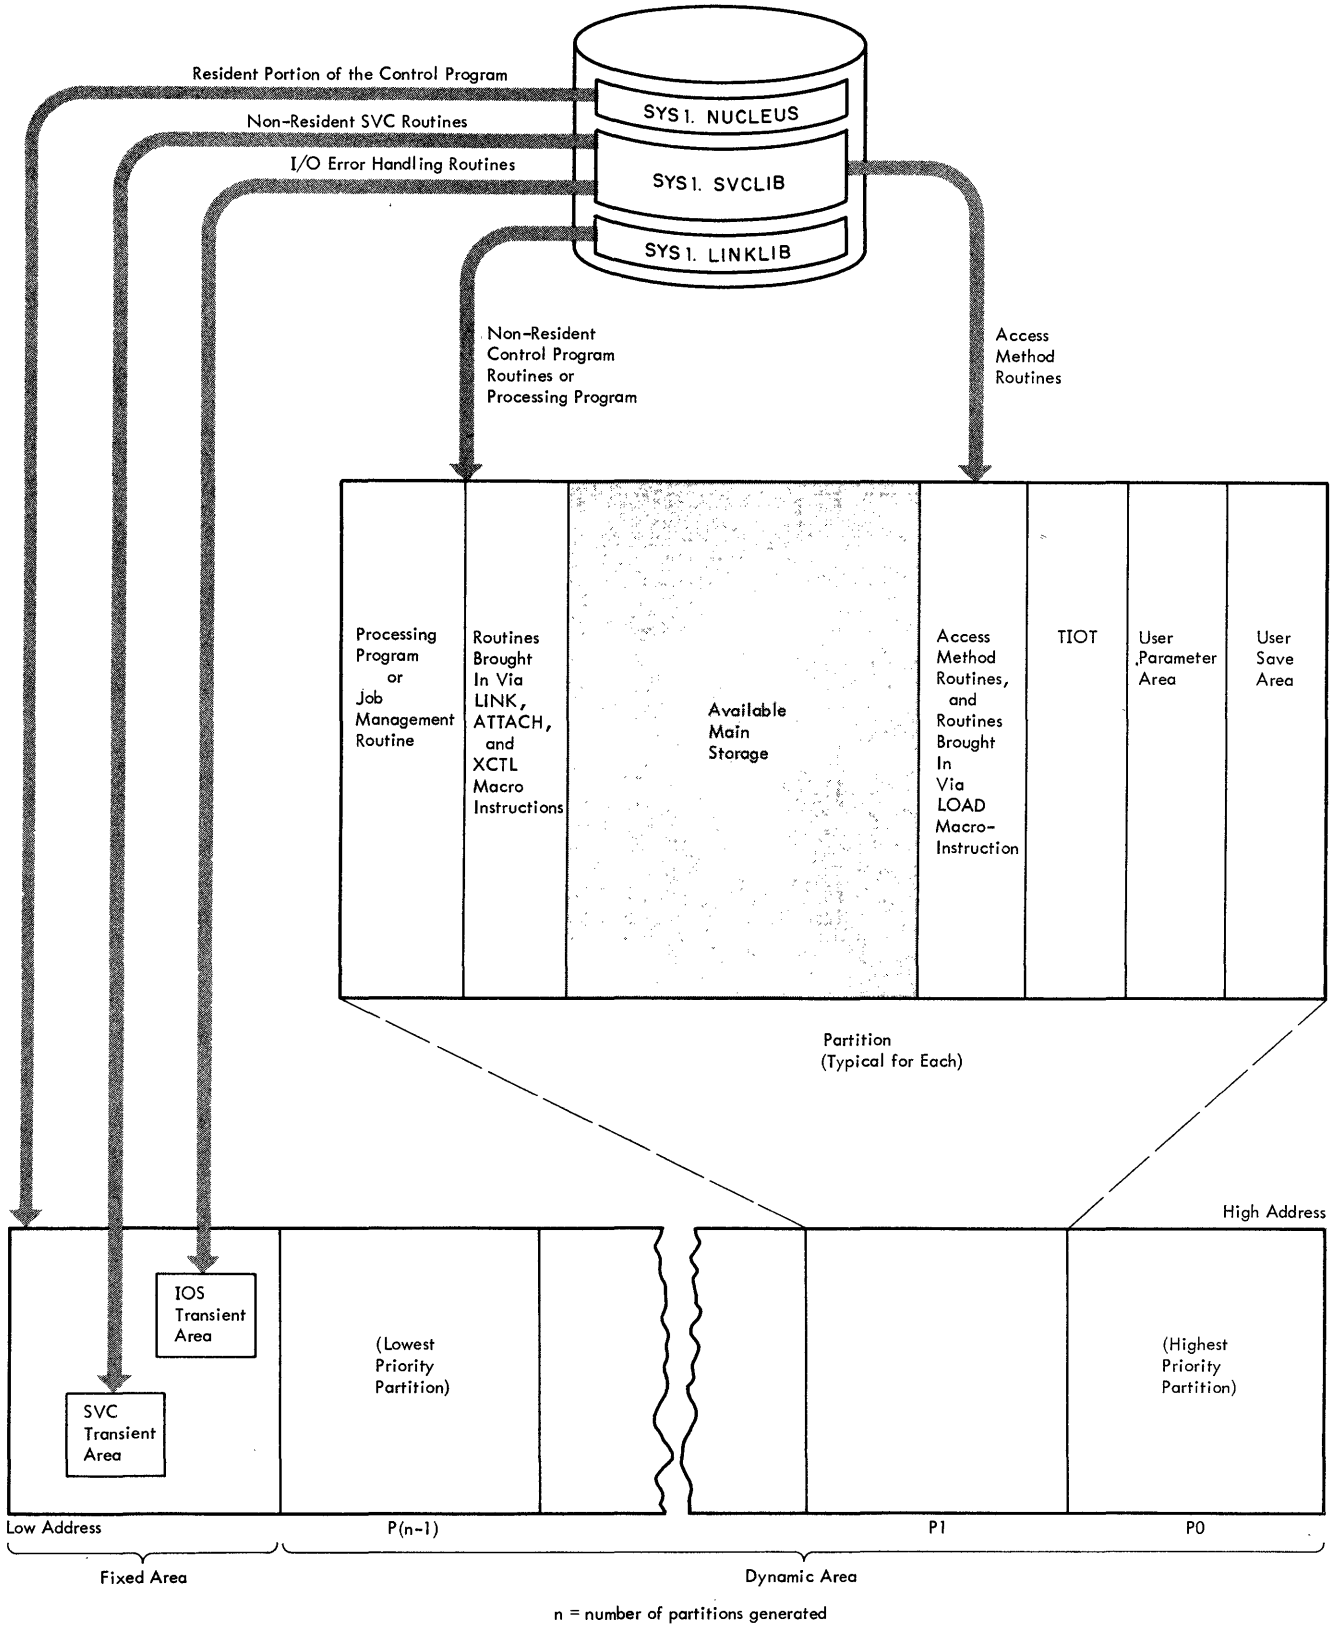 Resident Portion of the Control Program
Non-Resident SVC Routines
I/O Error Handling Routines
SYS1. NUCLEUS
SYS1. SVCLIB
SYS1. LINKLIB
Non-Resident
Control Program
Routines or
Processing Program
Access
Method
Routines
Processing
Program
or
Job
Management
Routine
Routines
Brought
In Via
LINK,
ATTACH,
and
XCTL
Macro
Instructions
Available
Main
Storage
Access
Method
Routines,
and
Routines
Brought
In
Via
LOAD
Macro-
Instruction
TIOT
User
Parameter
Area
User
Save
Area
Partition
(Typical for Each)
High Address
IOS
Transient
Area
SVC
Transient
Area
(Lowest
Priority
Partition)
(Highest
Priority
Partition)
Low Address
P(n-1)
P1
P0
Fixed Area
Dynamic Area
n = number of partitions generated